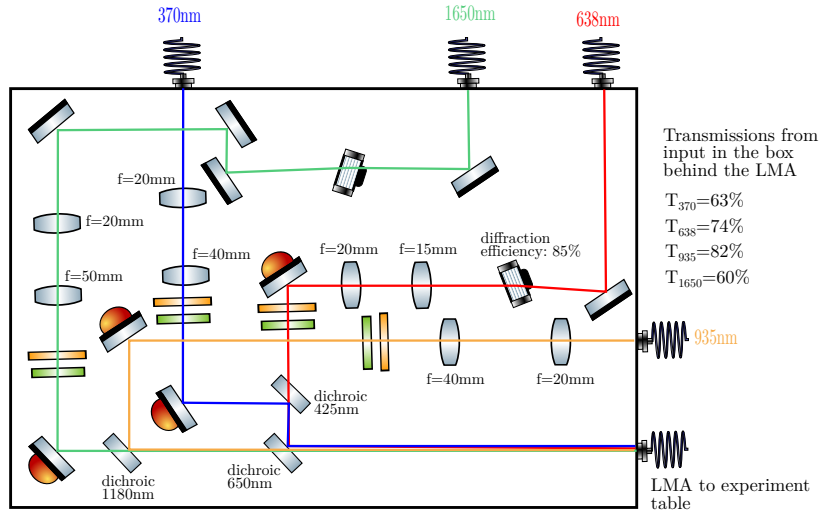 370nm
1650nm
638nm
Transmissions from
input in the box
behind the LMA
T370=63%
T638=74%
T935=82%
T1650=60%
f=20mm
f=20mm
f=40mm
f=50mm
f=20mm
f=15mm
diffraction
efficiency: 85%
935nm
f=40mm
f=20mm
dichroic
425nm
dichroic
1180nm
dichroic
650nm
LMA to experiment
table